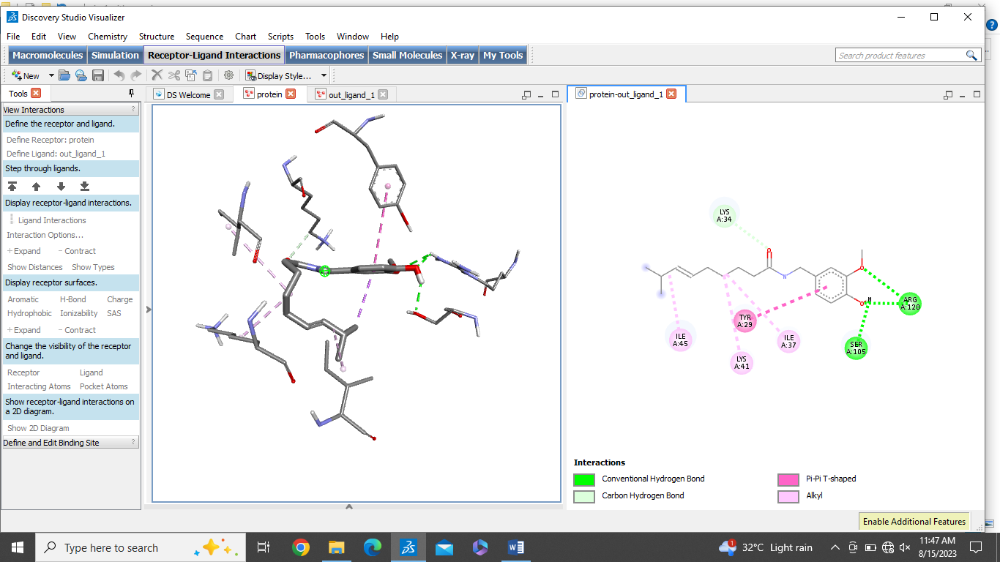 Discovery Studio Visualizer
File Edit View Chemistry Structure Sequence Chart Scripts Tools Window Help
Macromolecules Simulation Receptor-Ligand Interactions Pharmacophores Small Molecules X-ray My Tools
Search product features
New Display Style...
Tools DS Welcome protein out_ligand_1 protein-out_ligand_1
View Interactions ?
Define the receptor and ligand.
Define Receptor: protein
Define Ligand: out_ligand_1
Step through ligands.
Display receptor-ligand interactions.
Ligand Interactions
Interaction Options...
+ Expand − Contract
Show Distances Show Types
Display receptor surfaces.
Aromatic H-Bond Charge
Hydrophobic Ionizability SAS
+ Expand − Contract
Change the visibility of the receptor
and ligand.
Receptor Ligand
Interacting Atoms Pocket Atoms
Show receptor-ligand interactions on
a 2D diagram.
Show 2D Diagram
Define and Edit Binding Site ?
LYS
A:34
O
O
N
O
H
ARG
A:120
TYR
A:29
ILE
A:45
LYS
A:41
ILE
A:37
SER
A:105
Interactions
Conventional Hydrogen Bond
Carbon Hydrogen Bond
Pi-Pi T-shaped
Alkyl
Enable Additional Features
Type here to search
1
32°C Light rain
11:47 AM
8/15/2023